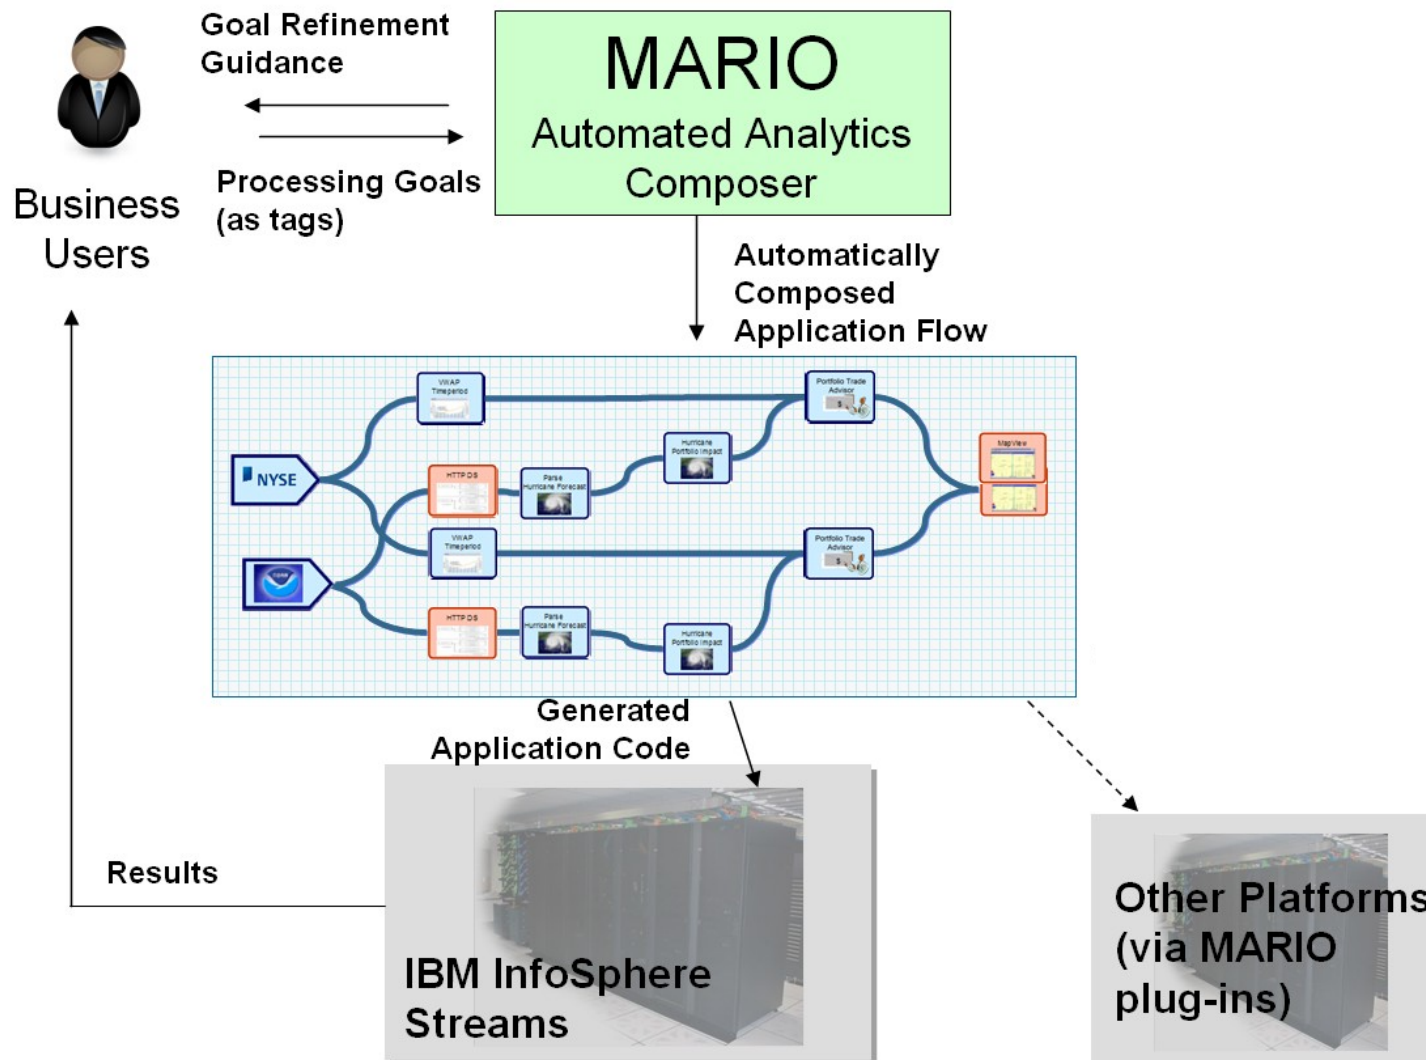 Goal Refinement
Guidance
MARIO
Automated Analytics
Composer
Processing Goals
(as tags)
Business
Users
Automatically
Composed
Application Flow
VWAP
Timeperiod
Portfolio Trade
Advisor
NYSE
HTTP DS
Parse
Hurricane Forecast
Hurricane
Portfolio Impact
MapView
VWAP
Timeperiod
Portfolio Trade
Advisor
HTTP DS
Parse
Hurricane Forecast
Hurricane
Portfolio Impact
Generated
Application Code
Results
IBM InfoSphere
Streams
Other Platforms
(via MARIO
plug-ins)